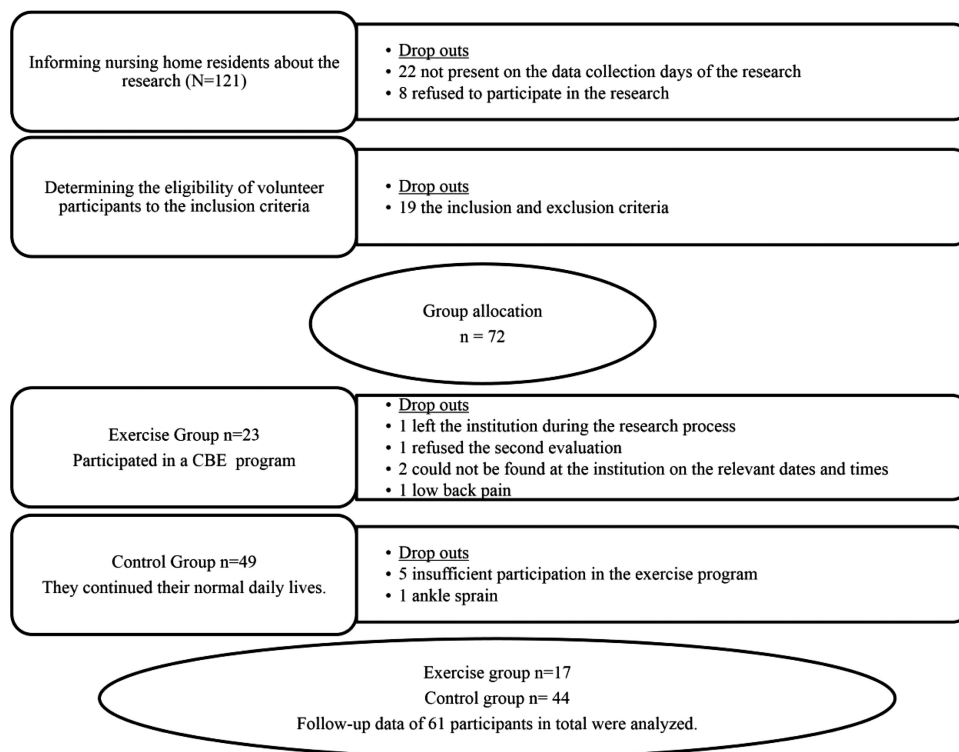 Informing nursing home residents about the
research (N=121)
• Drop outs
• 22 not present on the data collection days of the research
• 8 refused to participate in the research
Determining the eligibility of volunteer
participants to the inclusion criteria
• Drop outs
• 19 the inclusion and exclusion criteria
Group allocation
n = 72
Exercise Group n=23
Participated in a CBE program
• Drop outs
• 1 left the institution during the research process
• 1 refused the second evaluation
• 2 could not be found at the institution on the relevant dates and times
• 1 low back pain
Control Group n=49
They continued their normal daily lives.
• Drop outs
• 5 insufficient participation in the exercise program
• 1 ankle sprain
Exercise group n=17
Control group n= 44
Follow-up data of 61 participants in total were analyzed.